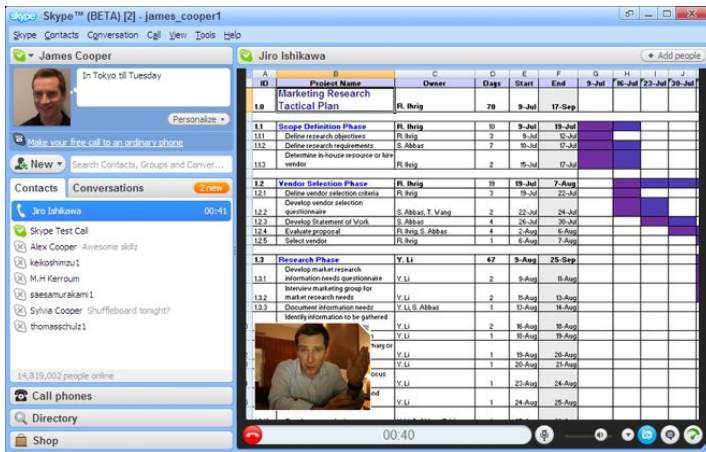 skype Skype™ (BETA) [2] - james_cooper1
Skype Contacts Conversation Call View Tools Help
James Cooper
Jiro Ishikawa
+ Add people
In Tokyo till Tuesday
Personalize
Make your free call to an ordinary phone
New
Search Contacts, Groups and Conver...
Contacts Conversations 2 new
Jiro Ishikawa 00:41
Skype Test Call
Alex Cooper Awesome skillz
keikoshimzu1
M.H Kerroum
saesamurakami1
Sylvia Cooper Shuffleboard tonight?
thomasschulz1
14,819,002 people online
Call phones
Directory
Shop
A B C D E F G H I J
ID Project Name Owner Days Start End 9-Jul 16-Jul 23-Jul 30-Jul
Marketing Research
1.0 Tactical Plan R. Ihrig 70 9-Jul 17-Sep
1.1 Scope Definition Phase R. Ihrig 10 9-Jul 19-Jul
1.1.1 Define research objectives R. Ihrig 3 9-Jul 12-Jul
1.1.2 Define research requirements S. Abbas 7 10-Jul 17-Jul
Determine in-house resource or hire
1.1.3 vendor R. Ihrig 2 15-Jul 17-Jul
1.2 Vendor Selection Phase R. Ihrig 19 19-Jul 7-Aug
1.2.1 Define vendor selection criteria R. Ihrig 3 19-Jul 22-Jul
Develop vendor selection
1.2.2 questionnaire S. Abbas, T. Wang 2 22-Jul 24-Jul
1.2.3 Develop Statement of Work S. Abbas 4 26-Jul 30-Jul
1.2.4 Evaluate proposal R. Ihrig, S. Abbas 4 2-Aug 6-Aug
1.2.5 Select vendor R. Ihrig 1 6-Aug 7-Aug
1.3 Research Phase Y. Li 47 9-Aug 25-Sep
Develop market research
1.3.1 information needs questionnaire Y. Li 2 9-Aug 11-Aug
Interview marketing group for
1.3.2 market research needs Y. Li 2 11-Aug 13-Aug
1.3.3 Document information needs Y. Li, S. Abbas 1 13-Aug 14-Aug
Identify information to be gathered
Y. Li 2 16-Aug 18-Aug
Y. Li 1 18-Aug 19-Aug
Y. Li 1 19-Aug 20-Aug
Y. Li 1 20-Aug 21-Aug
Y. Li 1 23-Aug 24-Aug
Y. Li 1 24-Aug 25-Aug
00:40